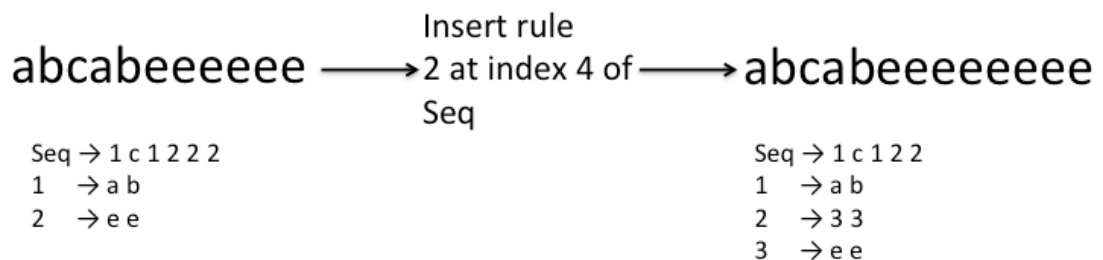 abcabeeeeee
Insert rule
2 at index 4 of
Seq
abcabeeeeeeee
Seq → 1 c 1 2 2 2
1 → a b
2 → e e
Seq → 1 c 1 2 2
1 → a b
2 → 3 3
3 → e e